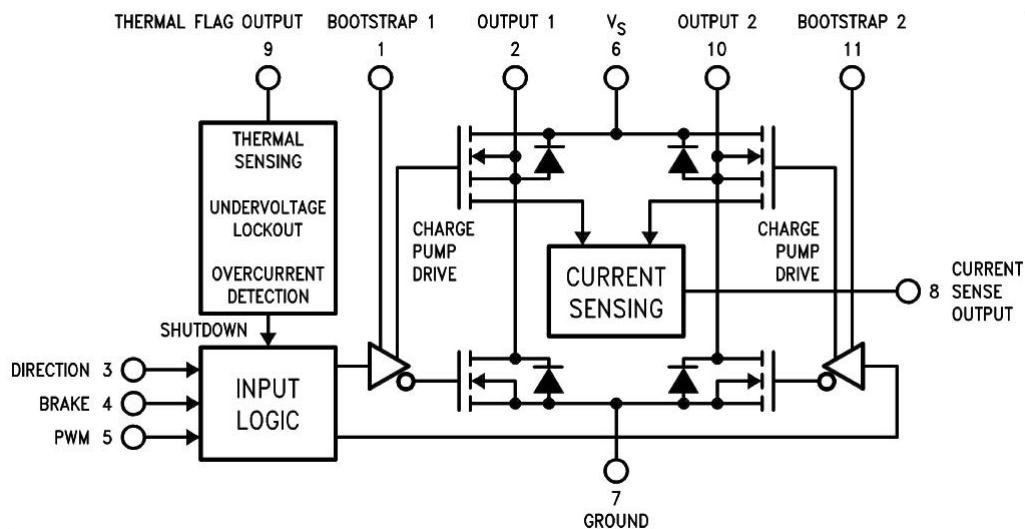 THERMAL FLAG OUTPUT
9
BOOTSTRAP 1
1
OUTPUT 1
2
VS
6
OUTPUT 2
10
BOOTSTRAP 2
11
THERMAL
SENSING
UNDERVOLTAGE
LOCKOUT
OVERCURRENT
DETECTION
CHARGE
PUMP
DRIVE
CURRENT
SENSING
CHARGE
PUMP
DRIVE
8 CURRENT
SENSE
OUTPUT
SHUTDOWN
DIRECTION 3
BRAKE 4
PWM 5
INPUT
LOGIC
7
GROUND